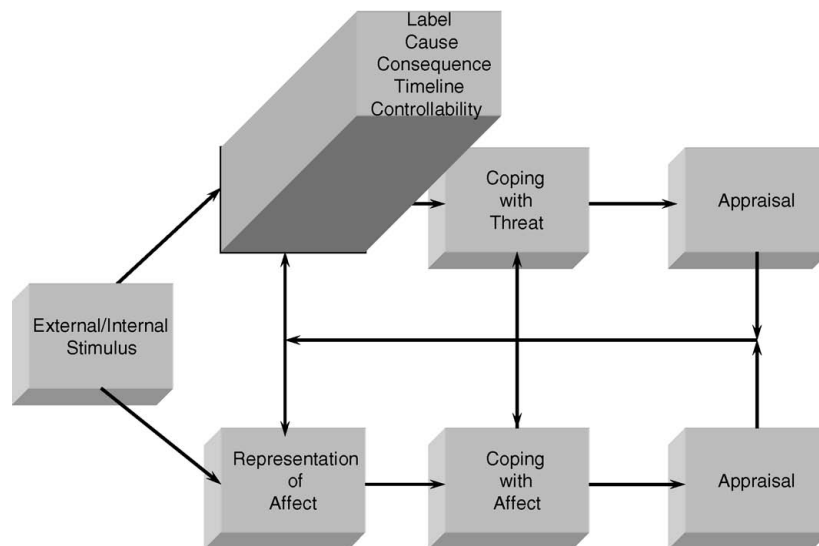 Label
Cause
Consequence
Timeline
Controllability
Coping
with
Threat
Appraisal
External/Internal
Stimulus
Representation
of
Affect
Coping
with
Affect
Appraisal